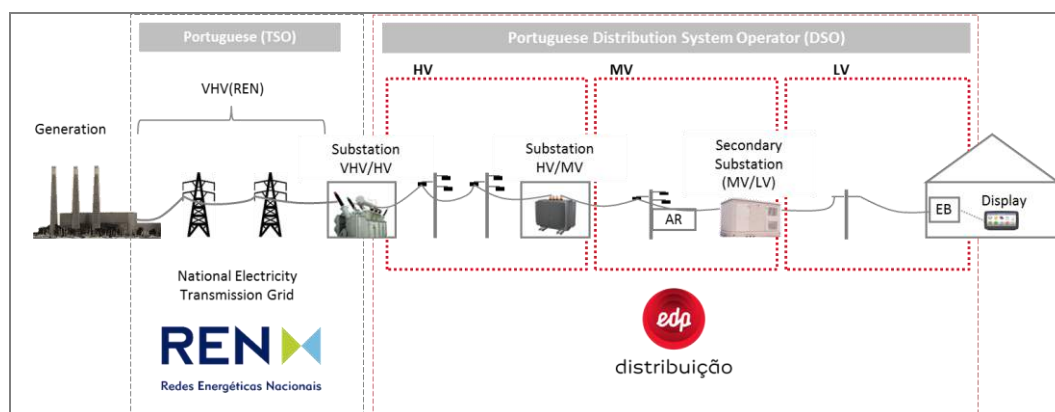 Portuguese (TSO)
Portuguese Distribution System Operator (DSO)
HV
MV
LV
VHV(REN)
Generation
Substation
VHV/HV
Substation
HV/MV
Secondary
Substation
(MV/LV)
AR
EB
Display
National Electricity
Transmission Grid
REN
Redes Energéticas Nacionais
edp
distribuição